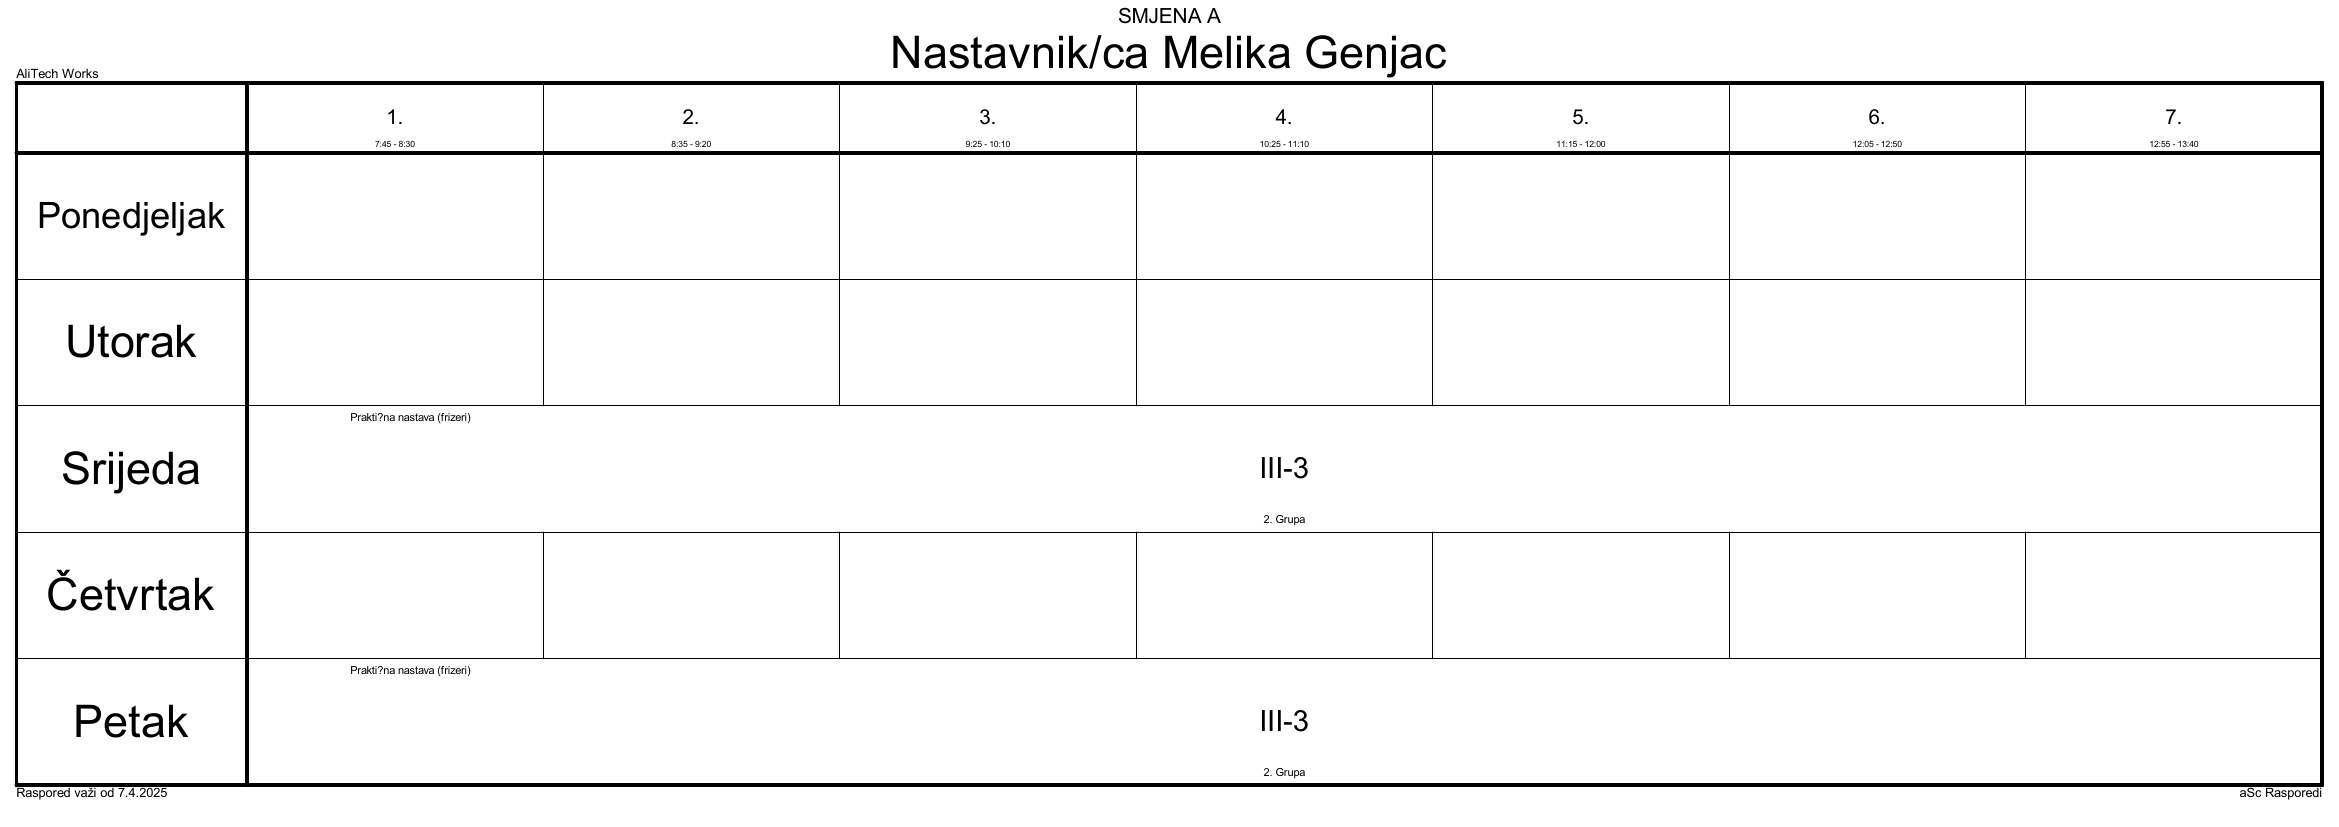 SMJENA A
Nastavnik/ca Melika Genjac
AliTech Works
1. 2. 3. 4. 5. 6. 7.
7:45 - 8:30 8:35 - 9:20 9:25 - 10:10 10:25 - 11:10 11:15 - 12:00 12:05 - 12:50 12:55 - 13:40
Ponedjeljak
Utorak
Prakti?na nastava (frizeri)
Srijeda III-3
2. Grupa
Četvrtak
Prakti?na nastava (frizeri)
Petak III-3
2. Grupa
Raspored važi od 7.4.2025 aSc Rasporedi